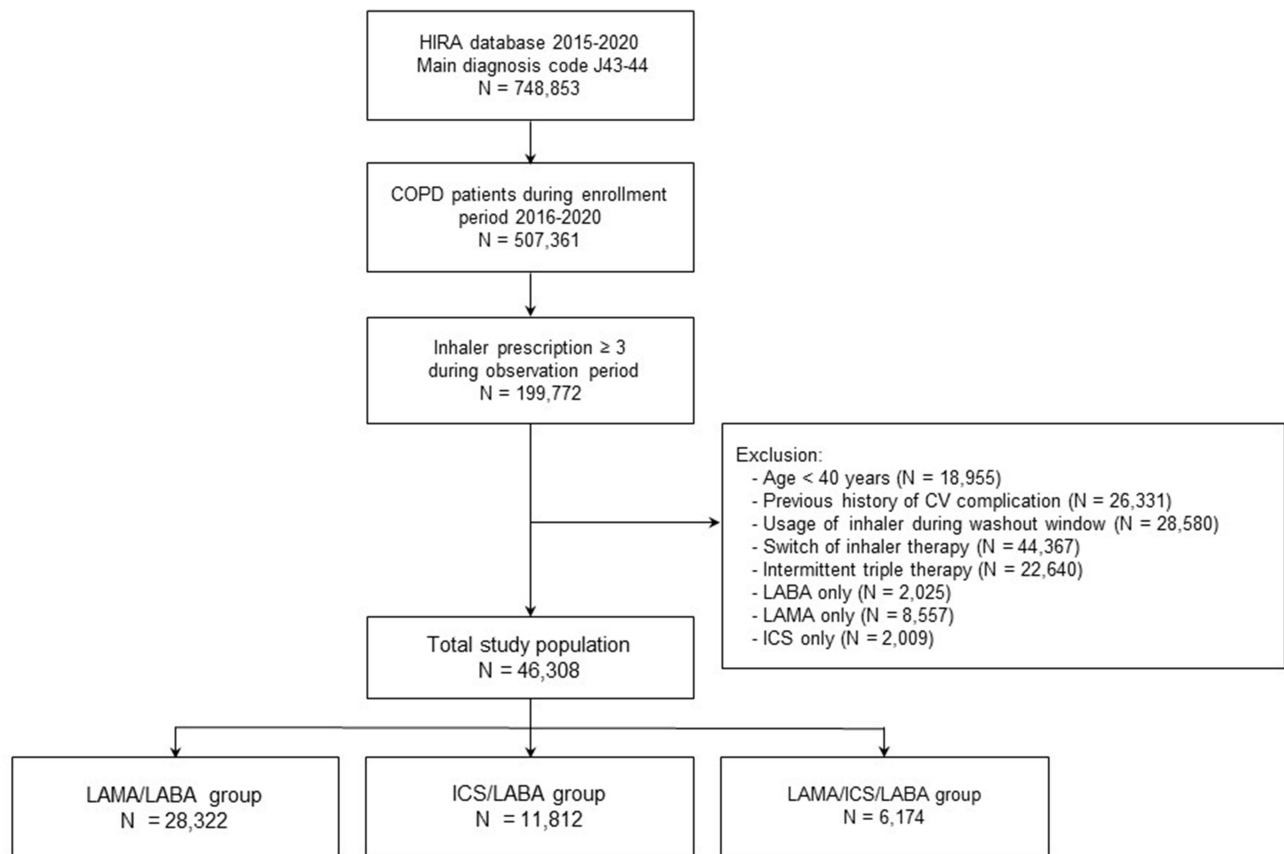 HIRA database 2015-2020
Main diagnosis code J43-44
N = 748,853
COPD patients during enrollment
period 2016-2020
N = 507,361
Inhaler prescription ≥ 3
during observation period
N = 199,772
Exclusion:
- Age < 40 years (N = 18,955)
- Previous history of CV complication (N = 26,331)
- Usage of inhaler during washout window (N = 28,580)
- Switch of inhaler therapy (N = 44,367)
- Intermittent triple therapy (N = 22,640)
- LABA only (N = 2,025)
- LAMA only (N = 8,557)
- ICS only (N = 2,009)
Total study population
N = 46,308
LAMA/LABA group
N = 28,322
ICS/LABA group
N = 11,812
LAMA/ICS/LABA group
N = 6,174